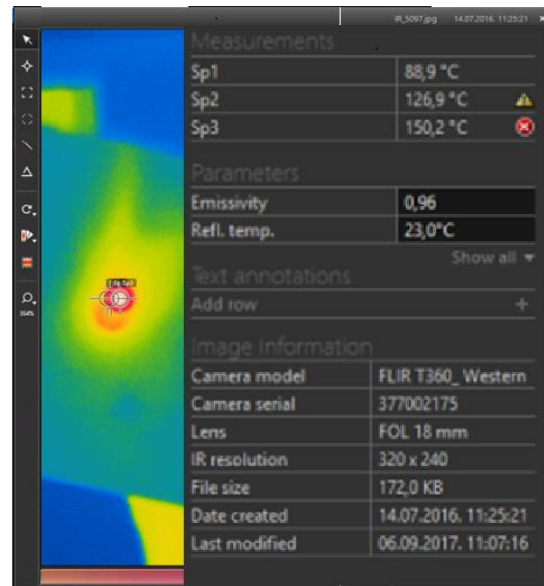 IR_5097.jpg 14.07.2016. 11:25:21
Measurements
Sp1 88,9 °C
Sp2 126,9 °C
Sp3 150,2 °C
Parameters
Emissivity 0,96
Refl. temp. 23,0°C
Show all
Text annotations
Add row +
Image Information
Camera model FLIR T360_ Western
Camera serial 377002175
Lens FOL 18 mm
IR resolution 320 x 240
File size 172,0 KB
Date created 14.07.2016. 11:25:21
Last modified 06.09.2017. 11:07:16